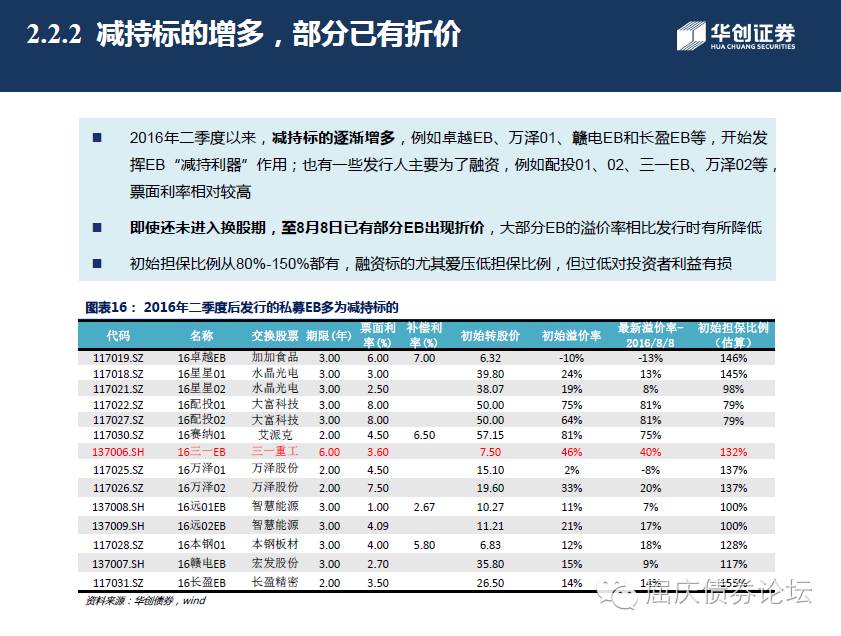 2.2.2 减持标的增多，部分已有折价
华创证券
HUA CHUANG SECURITIES
■ 2016年二季度以来，减持标的逐渐增多，例如卓越EB、万泽01、赣电EB和长盈EB等，开始发
挥EB“减持利器”作用；也有一些发行人主要为了融资，例如配投01、02、三一EB、万泽02等，
票面利率相对较高
■ 即使还未进入换股期，至8月8日已有部分EB出现折价，大部分EB的溢价率相比发行时有所降低
■ 初始担保比例从80%-150%都有，融资标的尤其爱压低担保比例，但过低对投资者利益有损
图表16： 2016年二季度后发行的私募EB多为减持标的
代码 名称 交换股票 期限(年) 票面利率(%) 补偿利率(%) 初始转股价 初始溢价率 最新溢价率-2016/8/8 初始担保比例（估算）
117019.SZ 16卓越EB 加加食品 3.00 6.00 7.00 6.32 -10% -13% 146%
117018.SZ 16星星01 水晶光电 3.00 3.00 39.80 24% 13% 145%
117021.SZ 16星星02 水晶光电 3.00 2.50 38.07 19% 8% 98%
117022.SZ 16配投01 大富科技 3.00 8.00 50.00 75% 81% 79%
117027.SZ 16配投02 大富科技 3.00 8.00 50.00 64% 81% 79%
117030.SZ 16赛纳01 艾派克 2.00 4.50 6.50 57.15 81% 75%
137006.SH 16三一EB 三一重工 6.00 3.60 7.50 46% 40% 132%
117025.SZ 16万泽01 万泽股份 2.00 4.50 15.10 2% -8% 137%
117026.SZ 16万泽02 万泽股份 2.00 7.50 19.60 33% 20% 137%
137008.SH 16远01EB 智慧能源 3.00 1.00 2.67 10.27 11% 7% 100%
137009.SH 16远02EB 智慧能源 3.00 4.09 11.21 21% 17% 100%
117028.SZ 16本钢01 本钢板材 3.00 4.00 5.80 6.83 12% 18% 128%
137007.SH 16赣电EB 宏发股份 3.00 2.70 35.80 15% 9% 117%
117031.SZ 16长盈EB 长盈精密 2.00 3.50 26.50 14% 14% 155%
资料来源：华创债券，wind
屈庆债券论坛